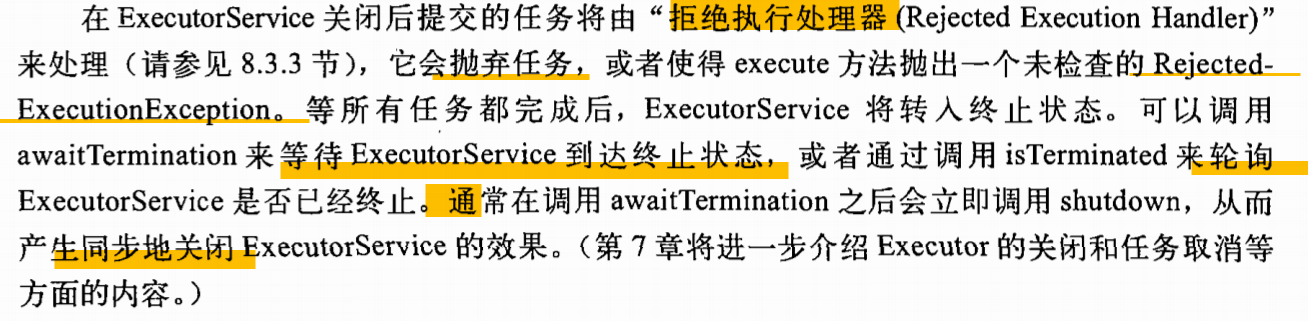 在 ExecutorService 关闭后提交的任务将由“拒绝执行处理器(Rejected Execution Handler)”
来处理（请参见 8.3.3 节），它会抛弃任务，或者使得 execute 方法抛出一个未检查的 Rejected-
ExecutionException。等所有任务都完成后，ExecutorService 将转入终止状态。可以调用
awaitTermination 来等待 ExecutorService 到达终止状态，或者通过调用 isTerminated 来轮询
ExecutorService 是否已经终止。通常在调用 awaitTermination 之后会立即调用 shutdown，从而
产生同步地关闭 ExecutorService 的效果。（第 7 章将进一步介绍 Executor 的关闭和任务取消等
方面的内容。）